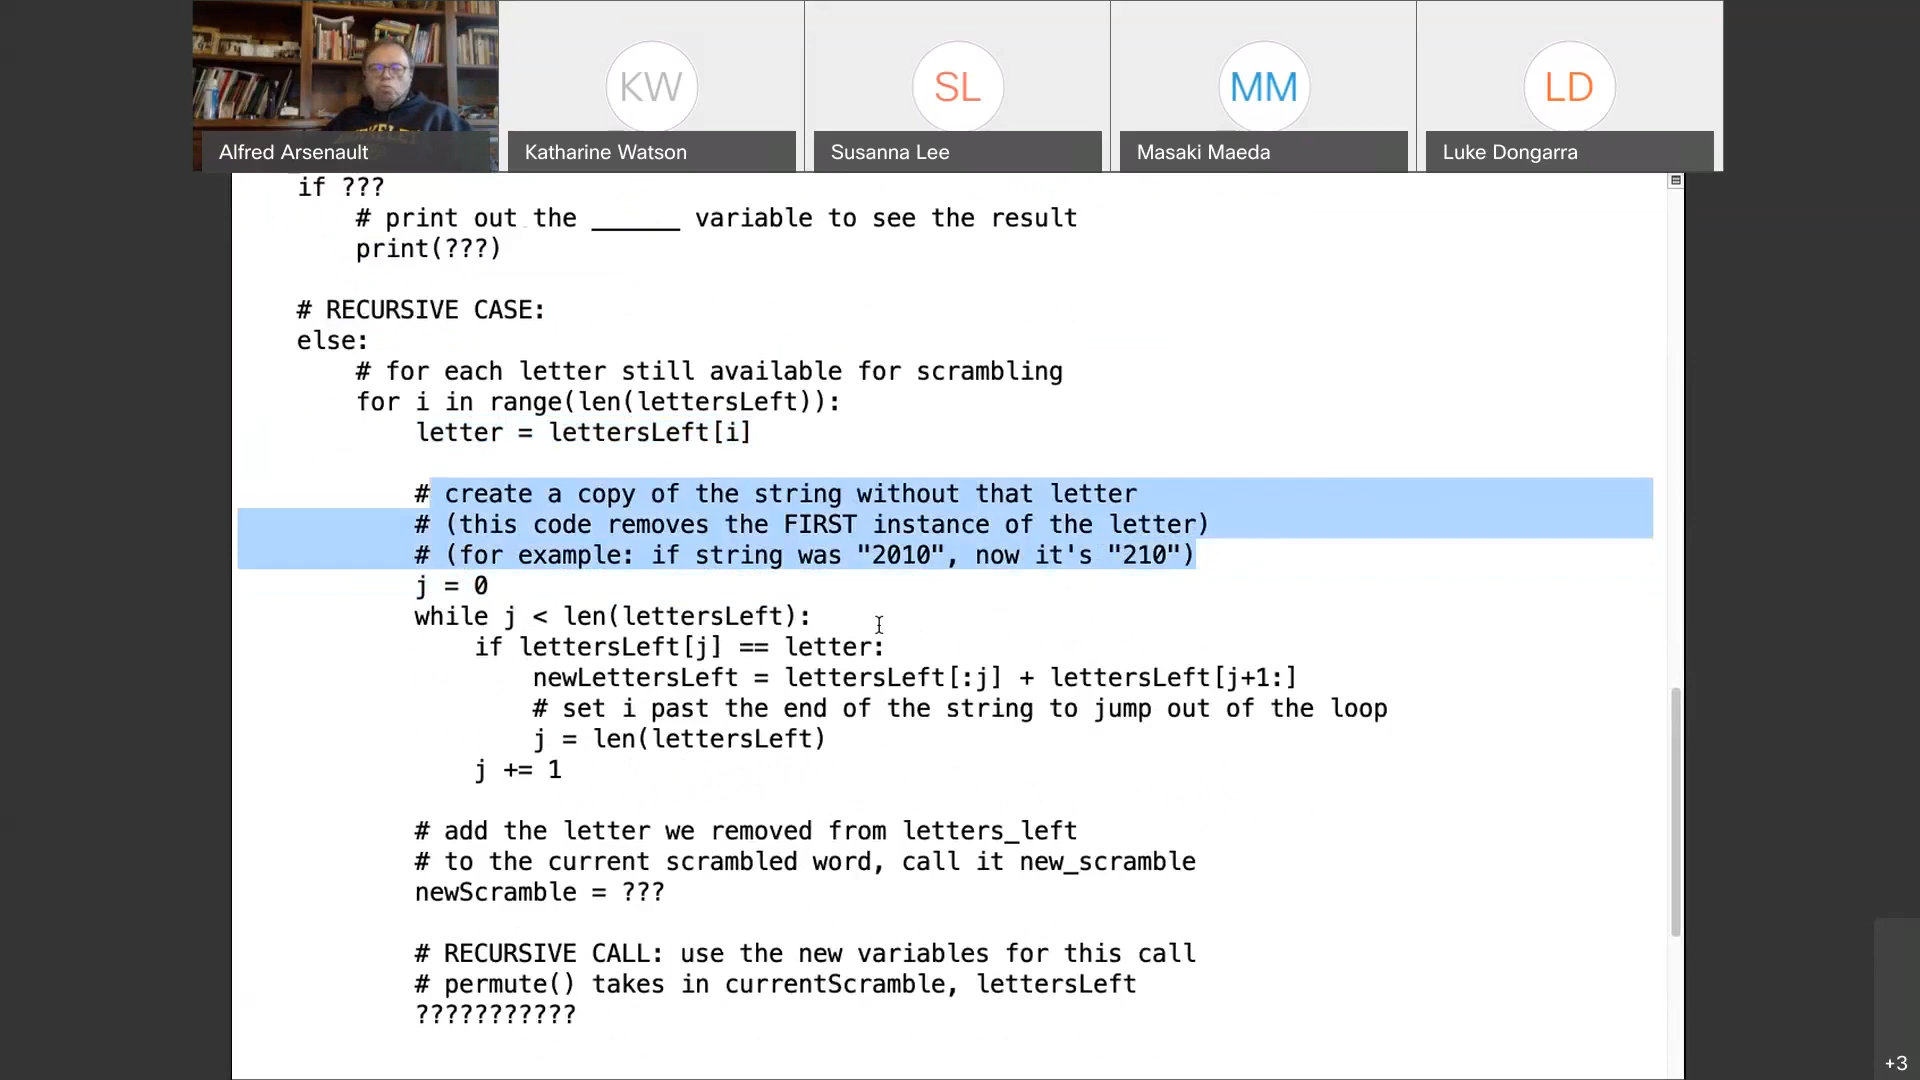 KW
SL
MM
LD
Alfred Arsenault
Katharine Watson
Susanna Lee
Masaki Maeda
Luke Dongarra
if ???
# print out the ______ variable to see the result
print(???)
# RECURSIVE CASE:
else:
# for each letter still available for scrambling
for i in range(len(lettersLeft)):
letter = lettersLeft[i]
# create a copy of the string without that letter
# (this code removes the FIRST instance of the letter)
# (for example: if string was "2010", now it's "210")
j = 0
while j < len(lettersLeft):
if lettersLeft[j] == letter:
newLettersLeft = lettersLeft[:j] + lettersLeft[j+1:]
# set i past the end of the string to jump out of the loop
j = len(lettersLeft)
j += 1
# add the letter we removed from letters_left
# to the current scrambled word, call it new_scramble
newScramble = ???
# RECURSIVE CALL: use the new variables for this call
# permute() takes in currentScramble, lettersLeft
???????????
+3